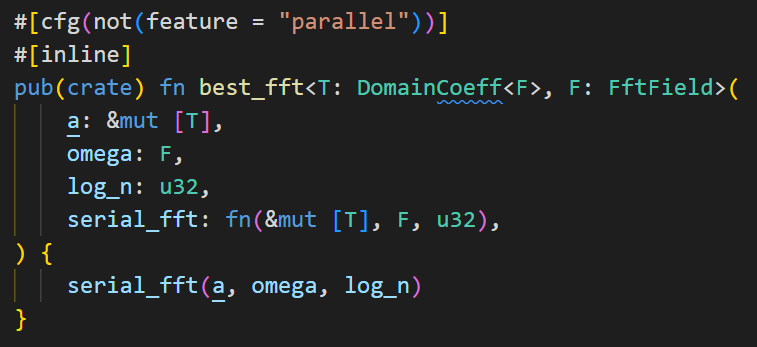 #[cfg(not(feature = "parallel"))]
#[inline]
pub(crate) fn best_fft<T: DomainCoeff<F>, F: FftField>(
    a: &mut [T],
    omega: F,
    log_n: u32,
    serial_fft: fn(&mut [T], F, u32),
) {
    serial_fft(a, omega, log_n)
}